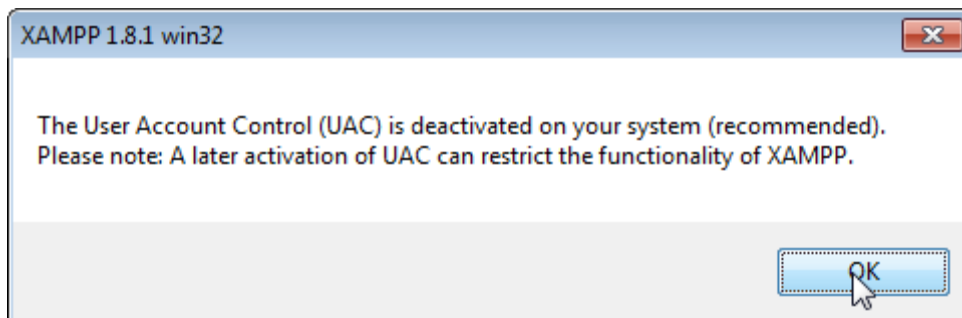 XAMPP 1.8.1 win32
The User Account Control (UAC) is deactivated on your system (recommended).
Please note: A later activation of UAC can restrict the functionality of XAMPP.
OK